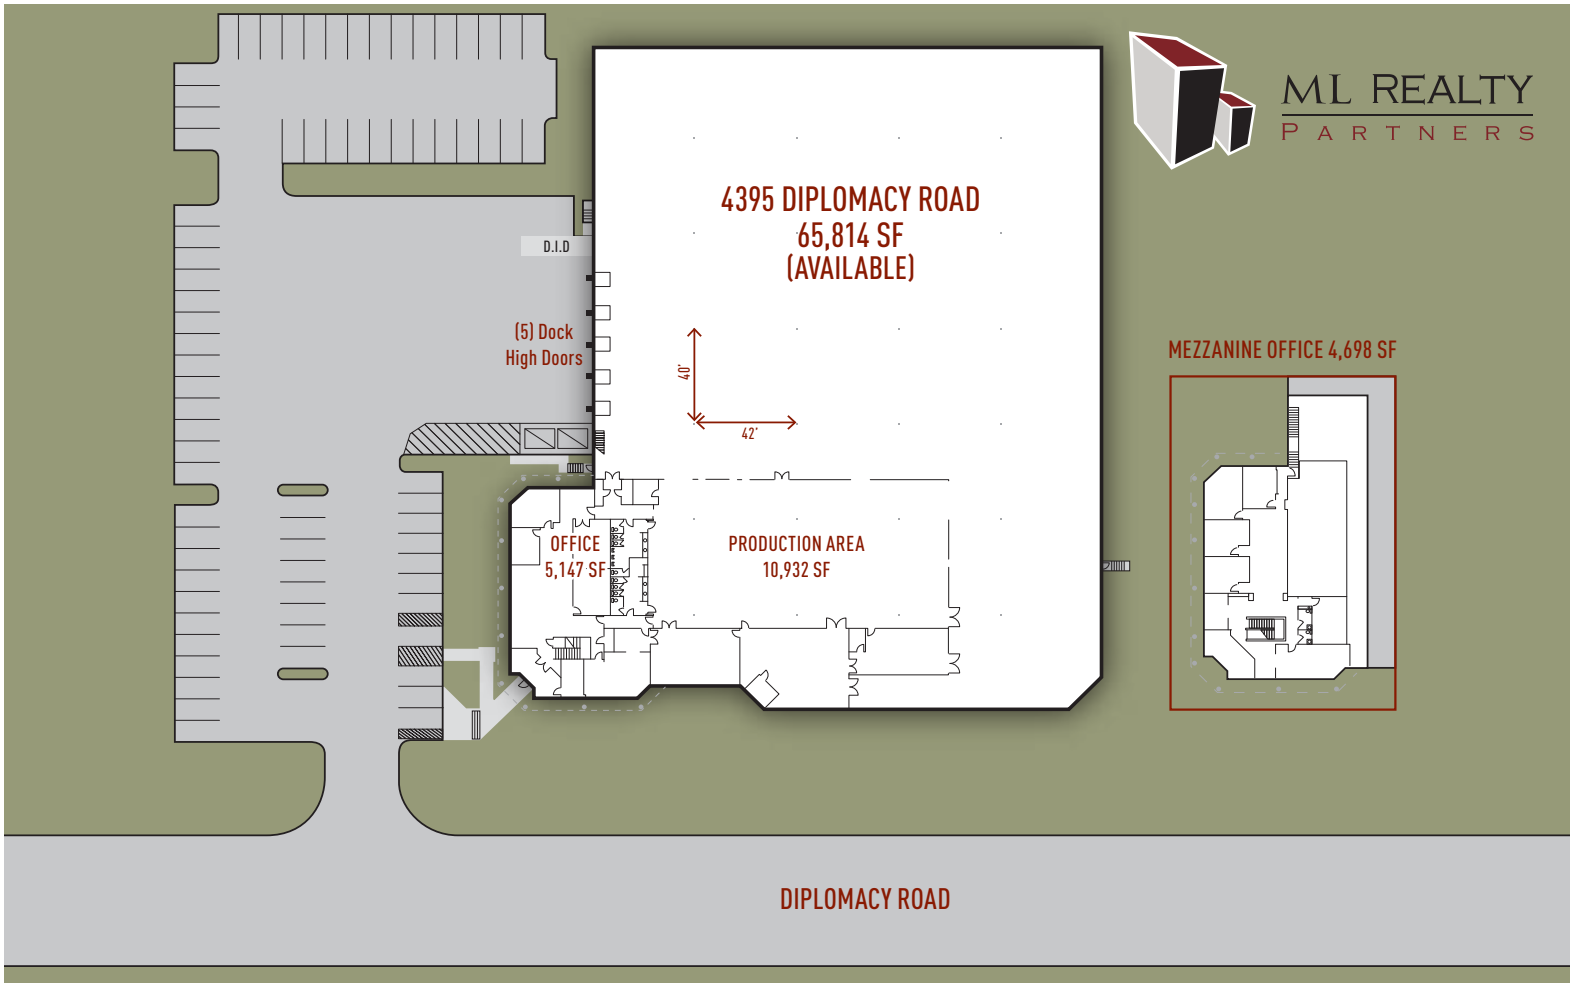 ML REALTY
PARTNERS
4395 DIPLOMACY ROAD
65,814 SF
(AVAILABLE)
D.I.D
(5) Dock
High Doors
40'
42'
MEZZANINE OFFICE 4,698 SF
OFFICE
5,147 SF
PRODUCTION AREA
10,932 SF
DIPLOMACY ROAD